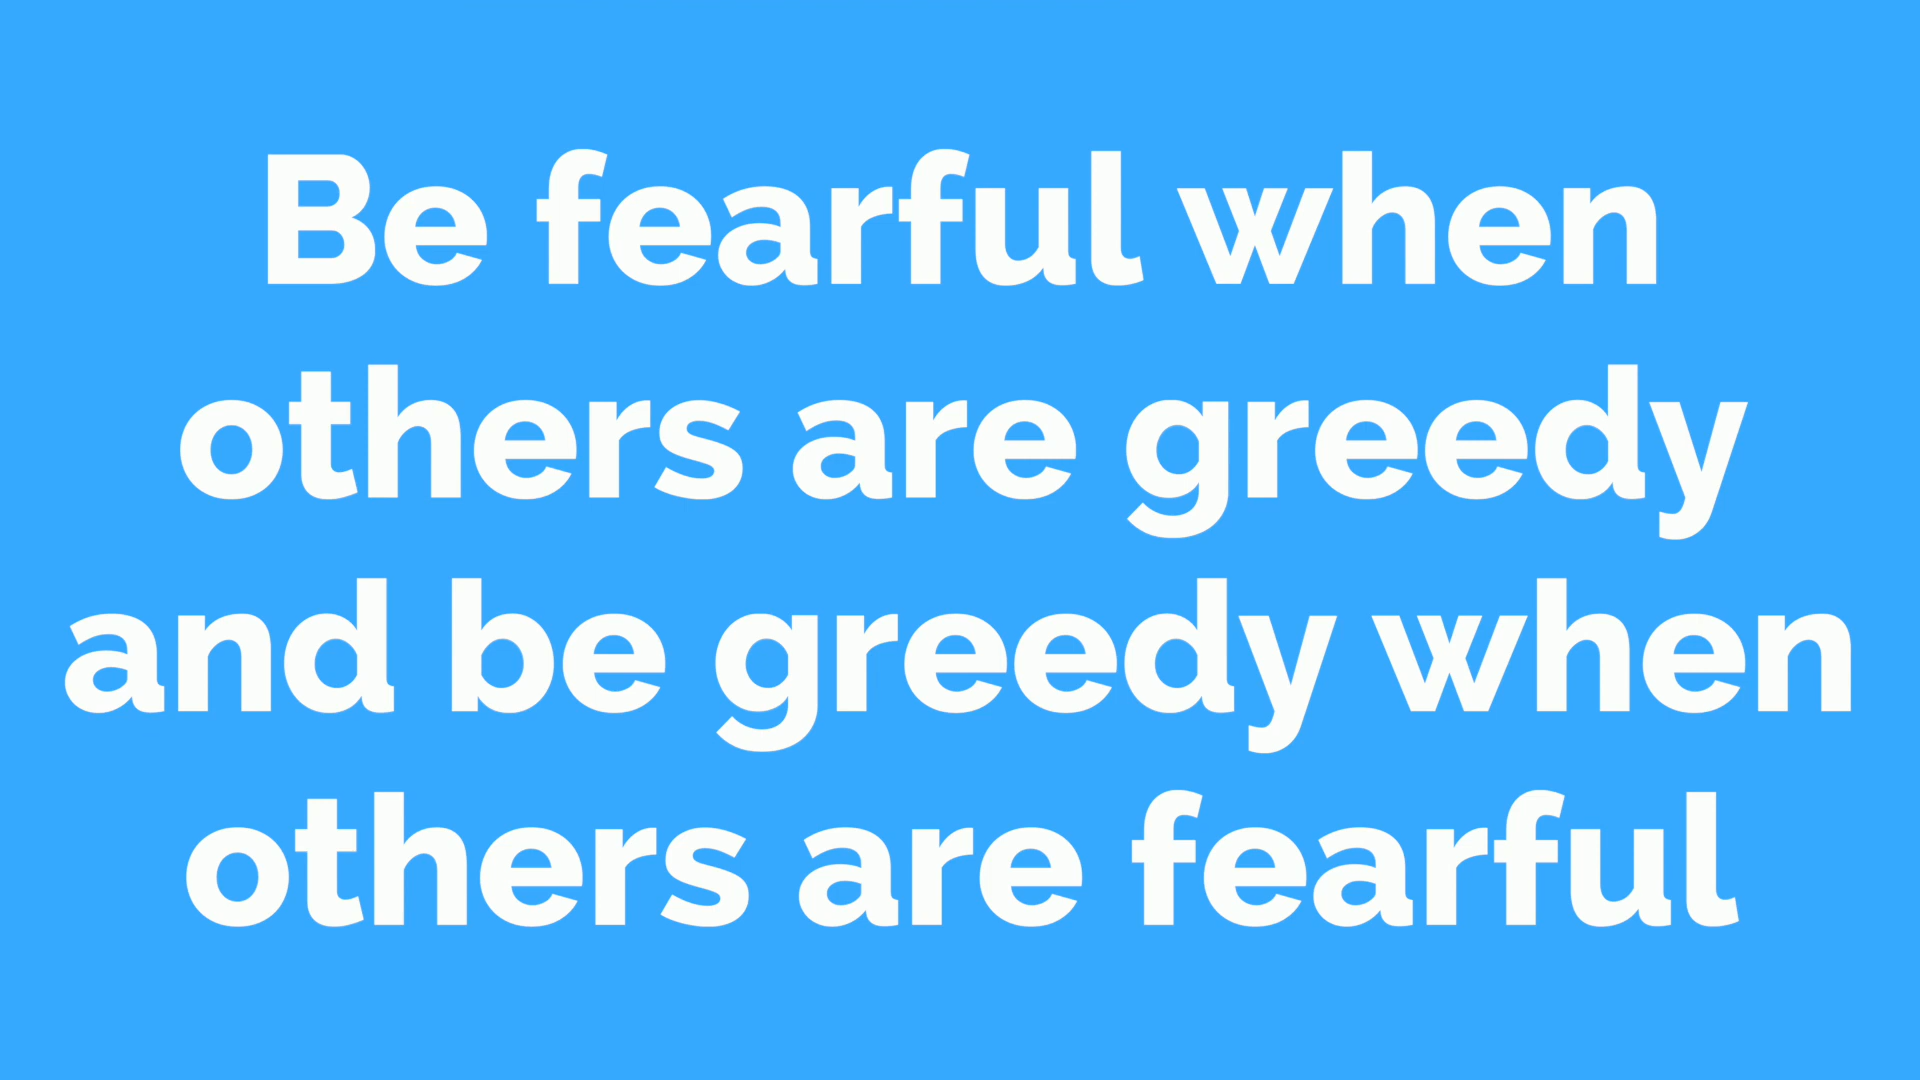 Be fearful when
others are greedy
and be greedy when
others are fearful